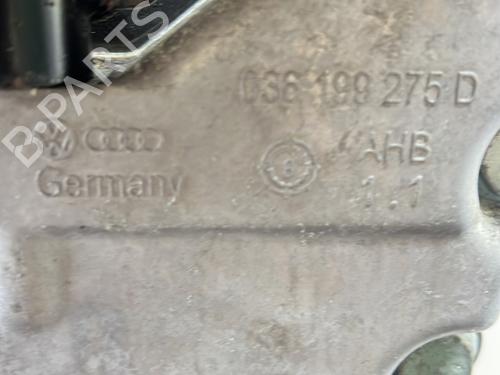 B-PARTS
036 199 275 D
Germany
AHB
1.1